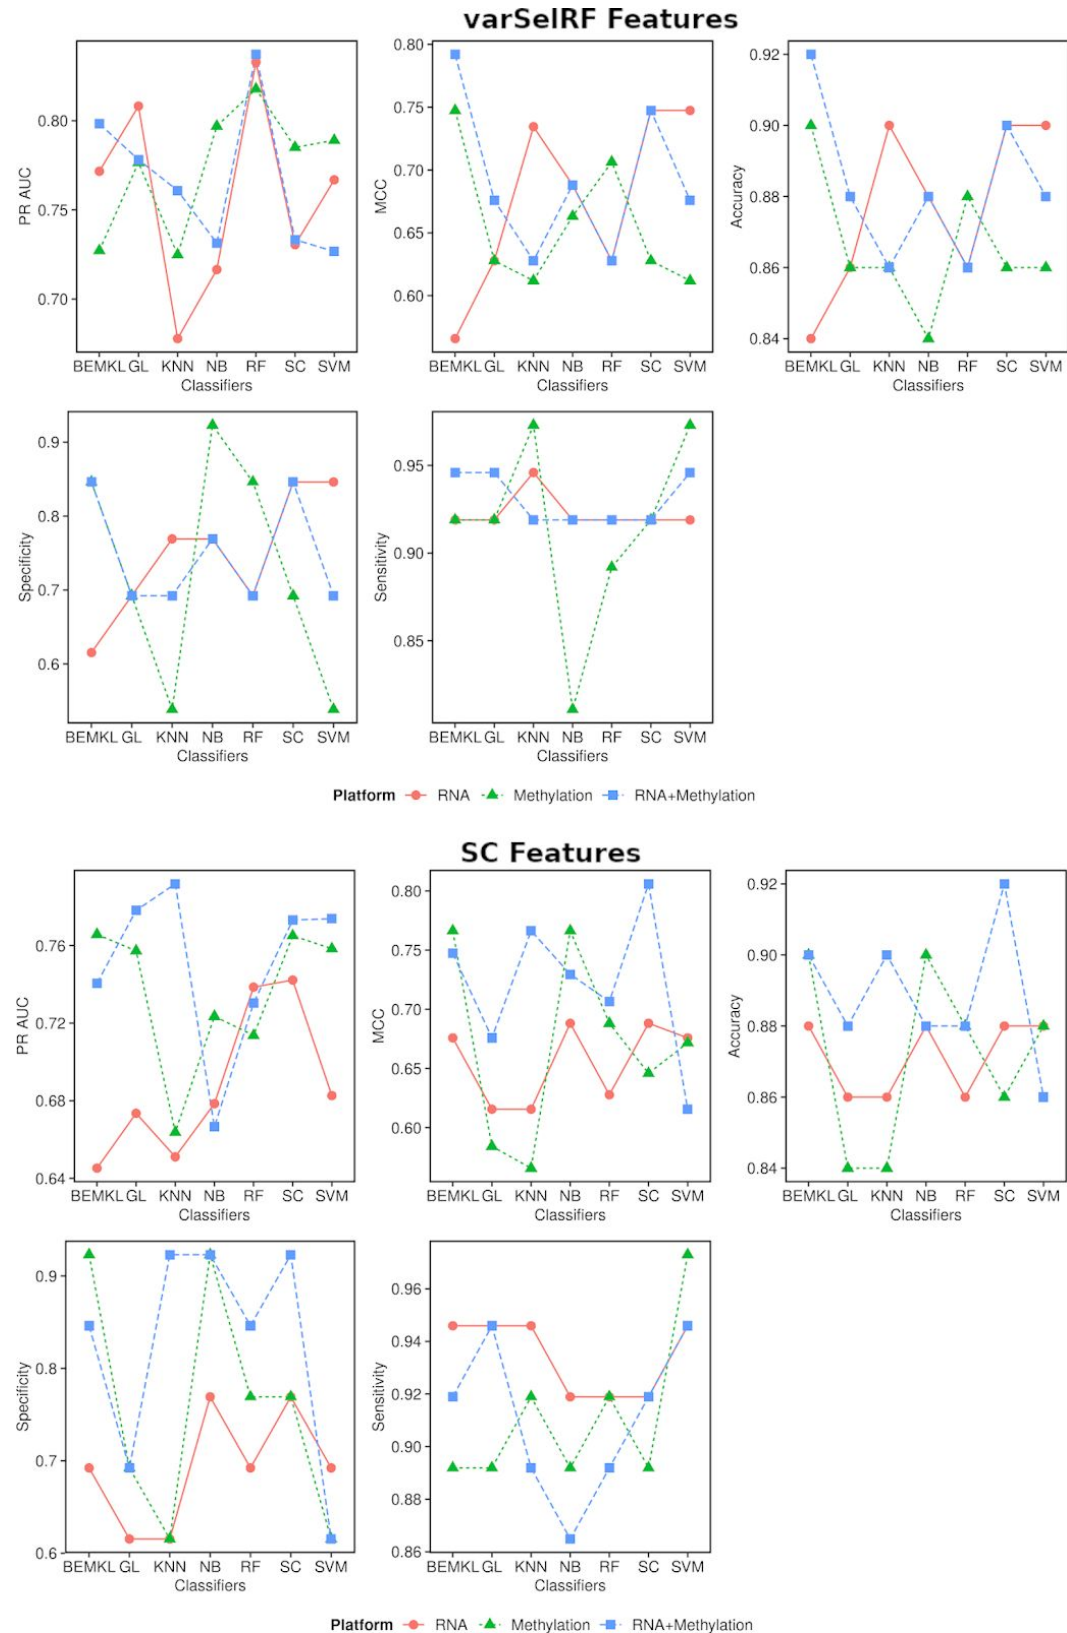 varSelRF Features
PR AUC
0.80
0.75
0.70
BEMKL GL KNN NB RF SC SVM
Classifiers
MCC
0.80
0.75
0.70
0.65
0.60
BEMKL GL KNN NB RF SC SVM
Classifiers
Accuracy
0.92
0.90
0.88
0.86
0.84
BEMKL GL KNN NB RF SC SVM
Classifiers
Specificity
0.9
0.8
0.7
0.6
BEMKL GL KNN NB RF SC SVM
Classifiers
Sensitivity
0.95
0.90
0.85
BEMKL GL KNN NB RF SC SVM
Classifiers
Platform RNA Methylation RNA+Methylation
SC Features
PR AUC
0.76
0.72
0.68
0.64
BEMKL GL KNN NB RF SC SVM
Classifiers
MCC
0.80
0.75
0.70
0.65
0.60
BEMKL GL KNN NB RF SC SVM
Classifiers
Accuracy
0.92
0.90
0.88
0.86
0.84
BEMKL GL KNN NB RF SC SVM
Classifiers
Specificity
0.9
0.8
0.7
0.6
BEMKL GL KNN NB RF SC SVM
Classifiers
Sensitivity
0.96
0.94
0.92
0.90
0.88
0.86
BEMKL GL KNN NB RF SC SVM
Classifiers
Platform RNA Methylation RNA+Methylation